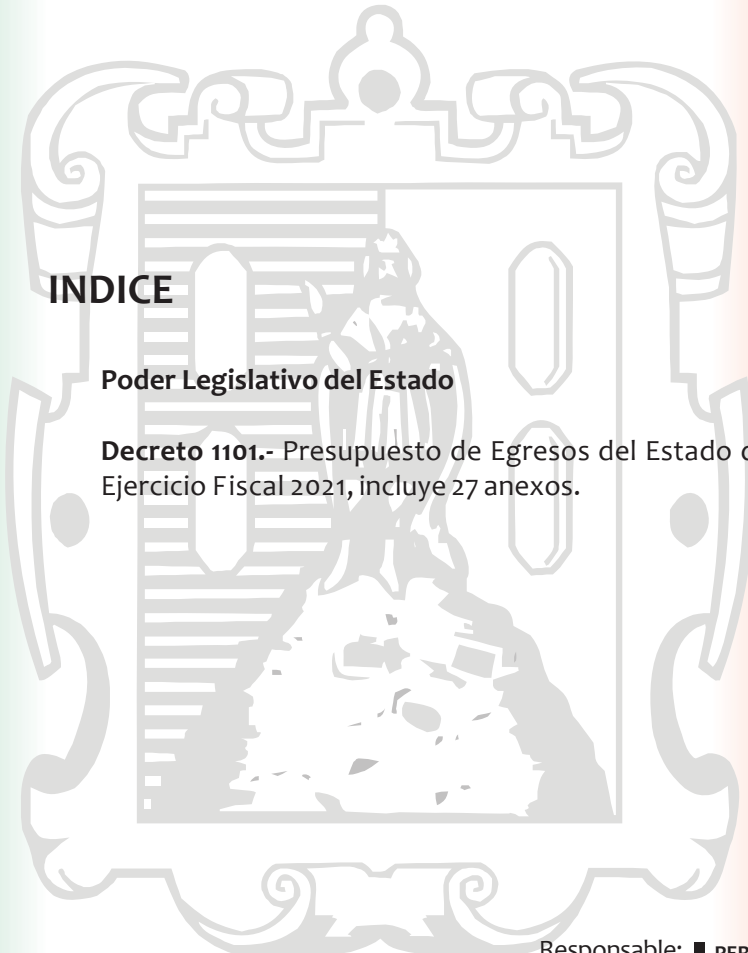 INDICE
Poder Legislativo del Estado
Decreto 1101.- Presupuesto de Egresos del Estado
Ejercicio Fiscal 2021, incluye 27 anexos.
Responsable: